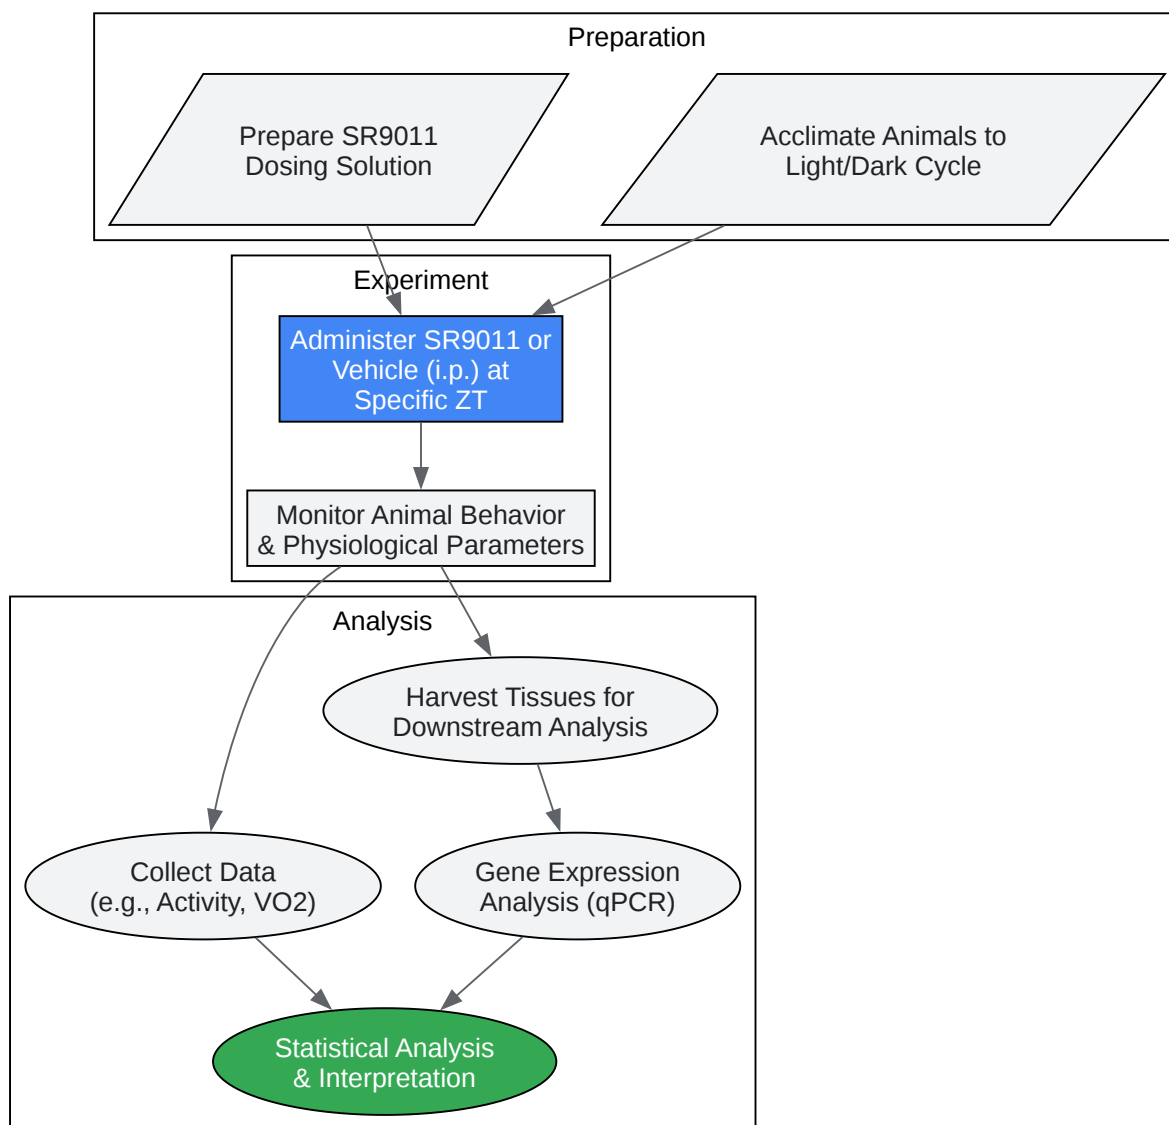 Preparation
Prepare SR9011
Dosing Solution
Acclimate Animals to
Light/Dark Cycle
Experiment
Administer SR9011 or
Vehicle (i.p.) at
Specific ZT
Monitor Animal Behavior
& Physiological Parameters
Analysis
Harvest Tissues for
Downstream Analysis
Collect Data
(e.g., Activity, VO2)
Gene Expression
Analysis (qPCR)
Statistical Analysis
& Interpretation